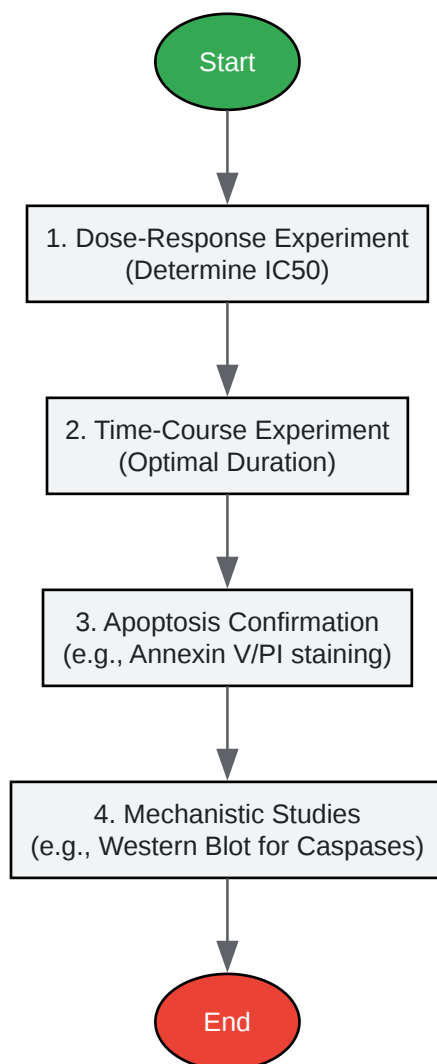 Start
1. Dose-Response Experiment
(Determine IC50)
2. Time-Course Experiment
(Optimal Duration)
3. Apoptosis Confirmation
(e.g., Annexin V/PI staining)
4. Mechanistic Studies
(e.g., Western Blot for Caspases)
End